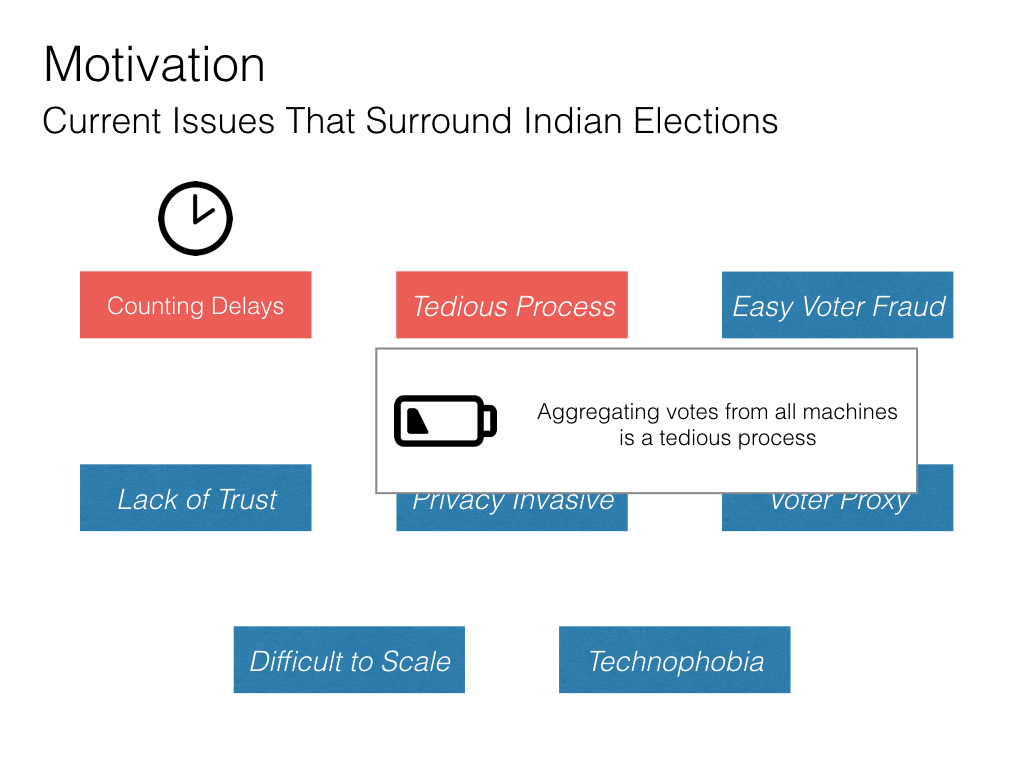 Motivation
Current Issues That Surround Indian Elections
Counting Delays
Tedious Process
Easy Voter Fraud
Aggregating votes from all machines
is a tedious process
Lack of Trust
Privacy Invasive
Voter Proxy
Difficult to Scale
Technophobia